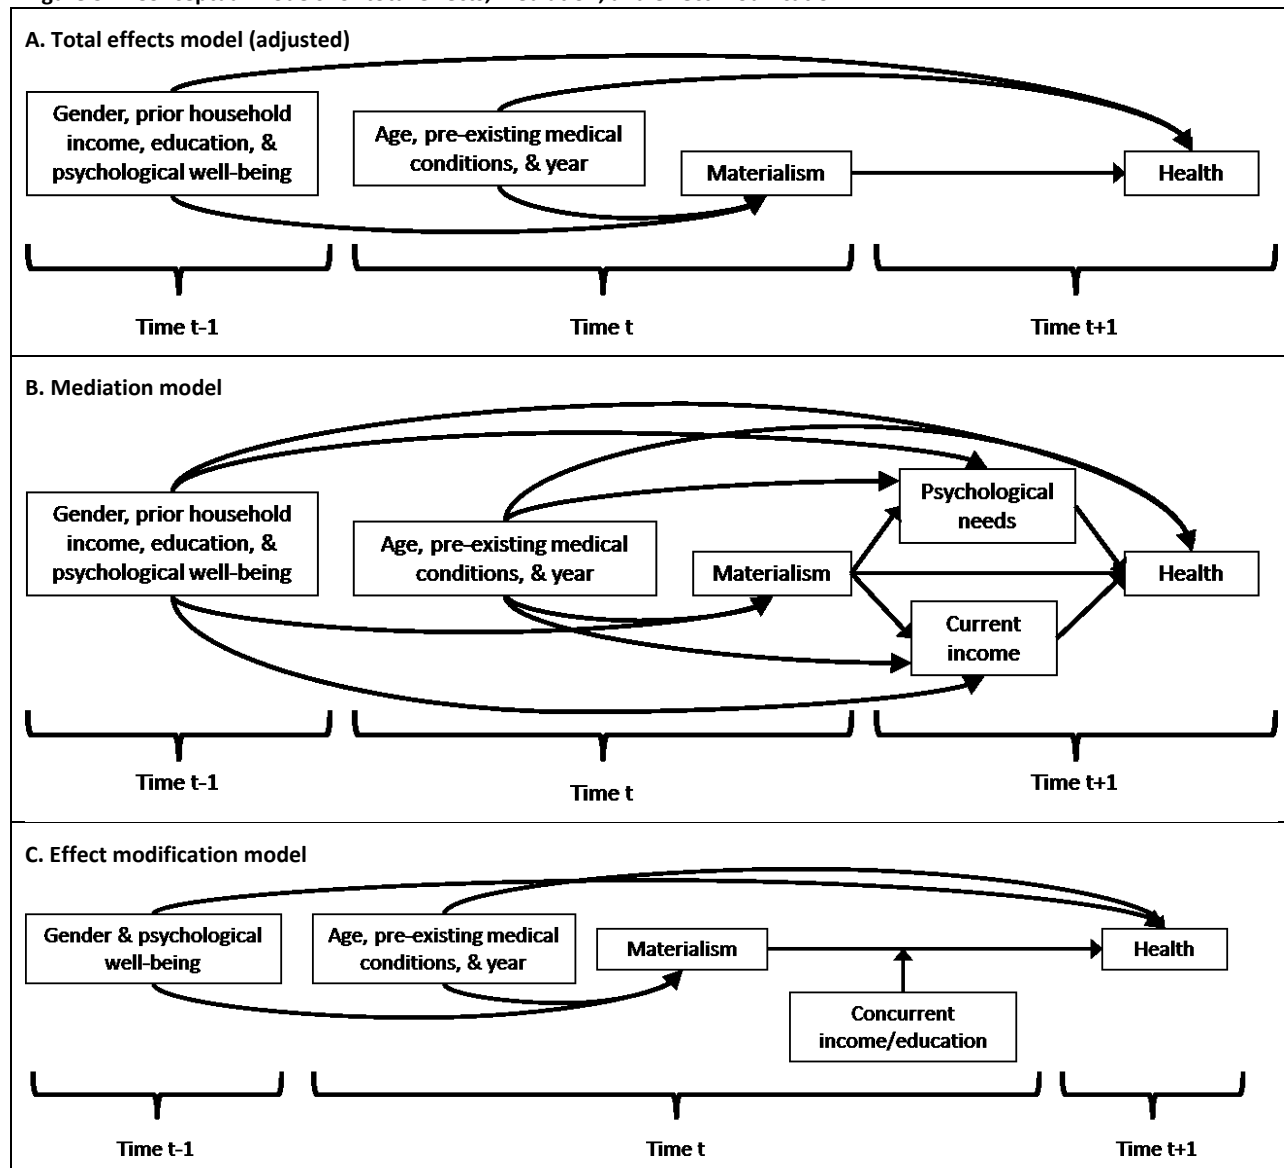 A. Total effects model (adjusted)
Gender, prior household
income, education, &
psychological well-being
Age, pre-existing medical
conditions, & year
Materialism
Health
Time t-1
Time t
Time t+1
B. Mediation model
Gender, prior household
income, education, &
psychological well-being
Age, pre-existing medical
conditions, & year
Materialism
Psychological
needs
Current
income
Health
Time t-1
Time t
Time t+1
C. Effect modification model
Gender & psychological
well-being
Age, pre-existing medical
conditions, & year
Materialism
Concurrent
income/education
Health
Time t-1
Time t
Time t+1